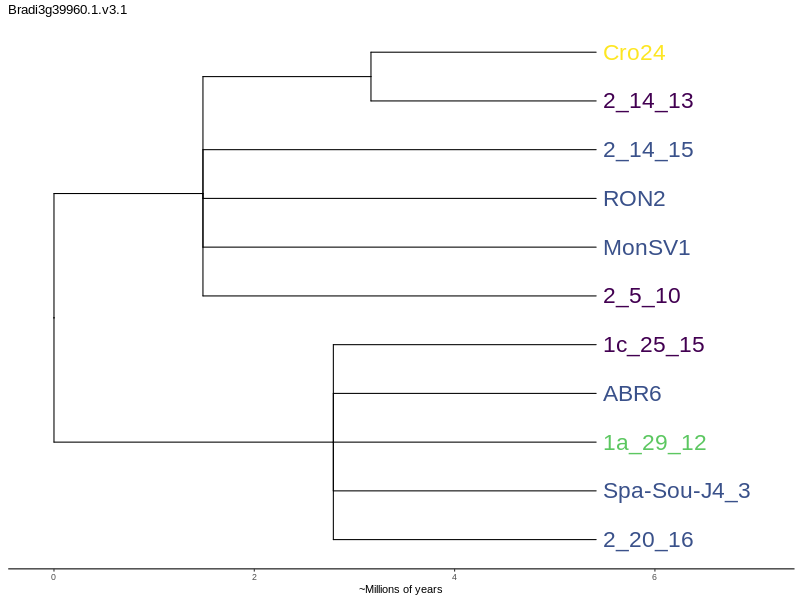 Bradi3g39960.1.v3.1
Cro24
2_14_13
2_14_15
RON2
MonSV1
2_5_10
1c_25_15
ABR6
1a_29_12
Spa-Sou-J4_3
2_20_16
0 2 4 6
~Millions of years